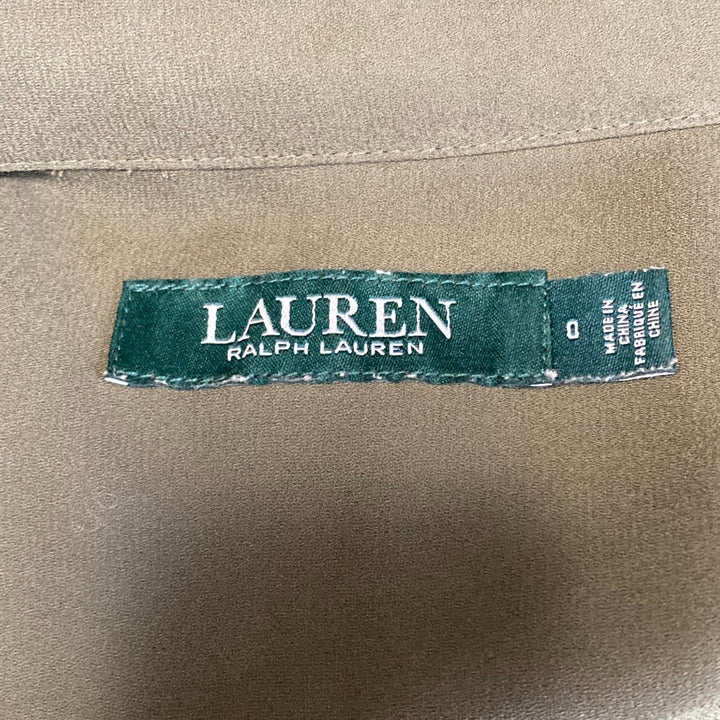 LAUREN
RALPH LAUREN
0
MADE IN
CHINA
FABRIQUE EN
CHINE